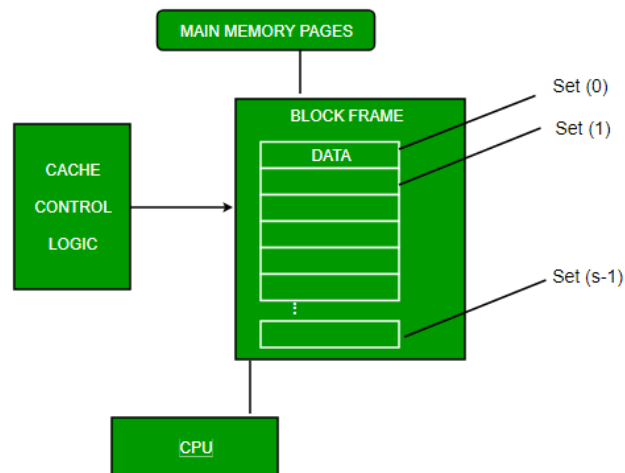 MAIN MEMORY PAGES
Set (0)
BLOCK FRAME
Set (1)
DATA
CACHE
CONTROL
LOGIC
Set (s-1)
CPU